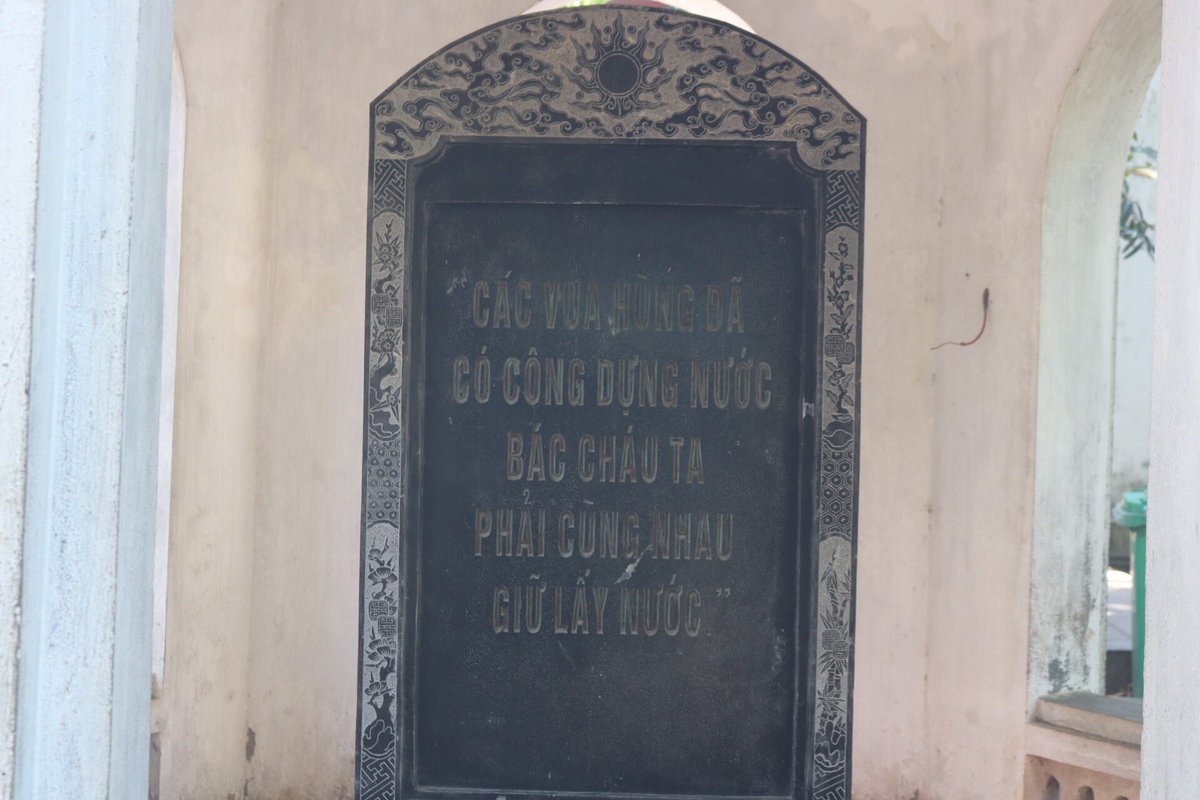 "CÁC VUA HÙNG ĐÃ
CÓ CÔNG DỰNG NƯỚC
BÁC CHÁU TA
PHẢI CÙNG NHAU
GIỮ LẤY NƯỚC"